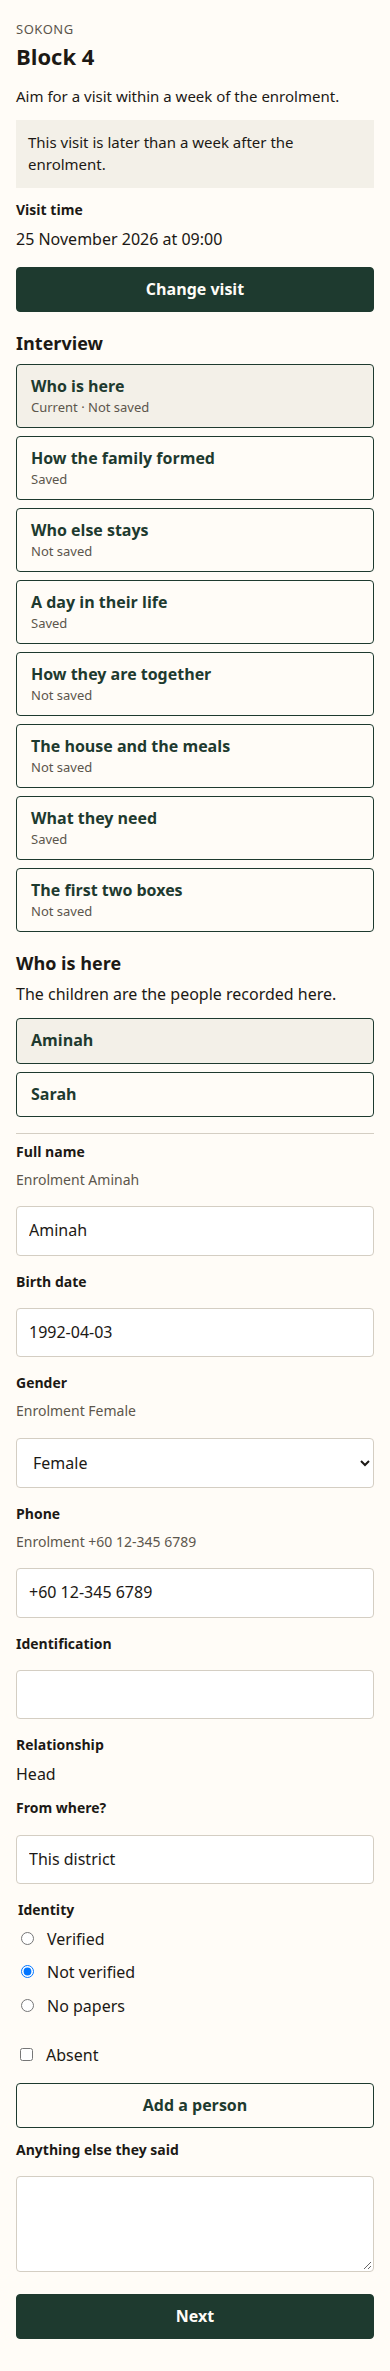 SOKONG
Block 4
Aim for a visit within a week of the enrolment.
This visit is later than a week after the
enrolment.
Visit time
25 November 2026 at 09:00
Change visit
Interview
Who is here
Current · Not saved
How the family formed
Saved
Who else stays
Not saved
A day in their life
Saved
How they are together
Not saved
The house and the meals
Not saved
What they need
Saved
The first two boxes
Not saved
Who is here
The children are the people recorded here.
Aminah
Sarah
Full name
Enrolment Aminah
Aminah
Birth date
1992-04-03
Gender
Enrolment Female
Female
Phone
Enrolment +60 12-345 6789
+60 12-345 6789
Identification
Relationship
Head
From where?
This district
Identity
Verified
Not verified
No papers
Absent
Add a person
Anything else they said
Next